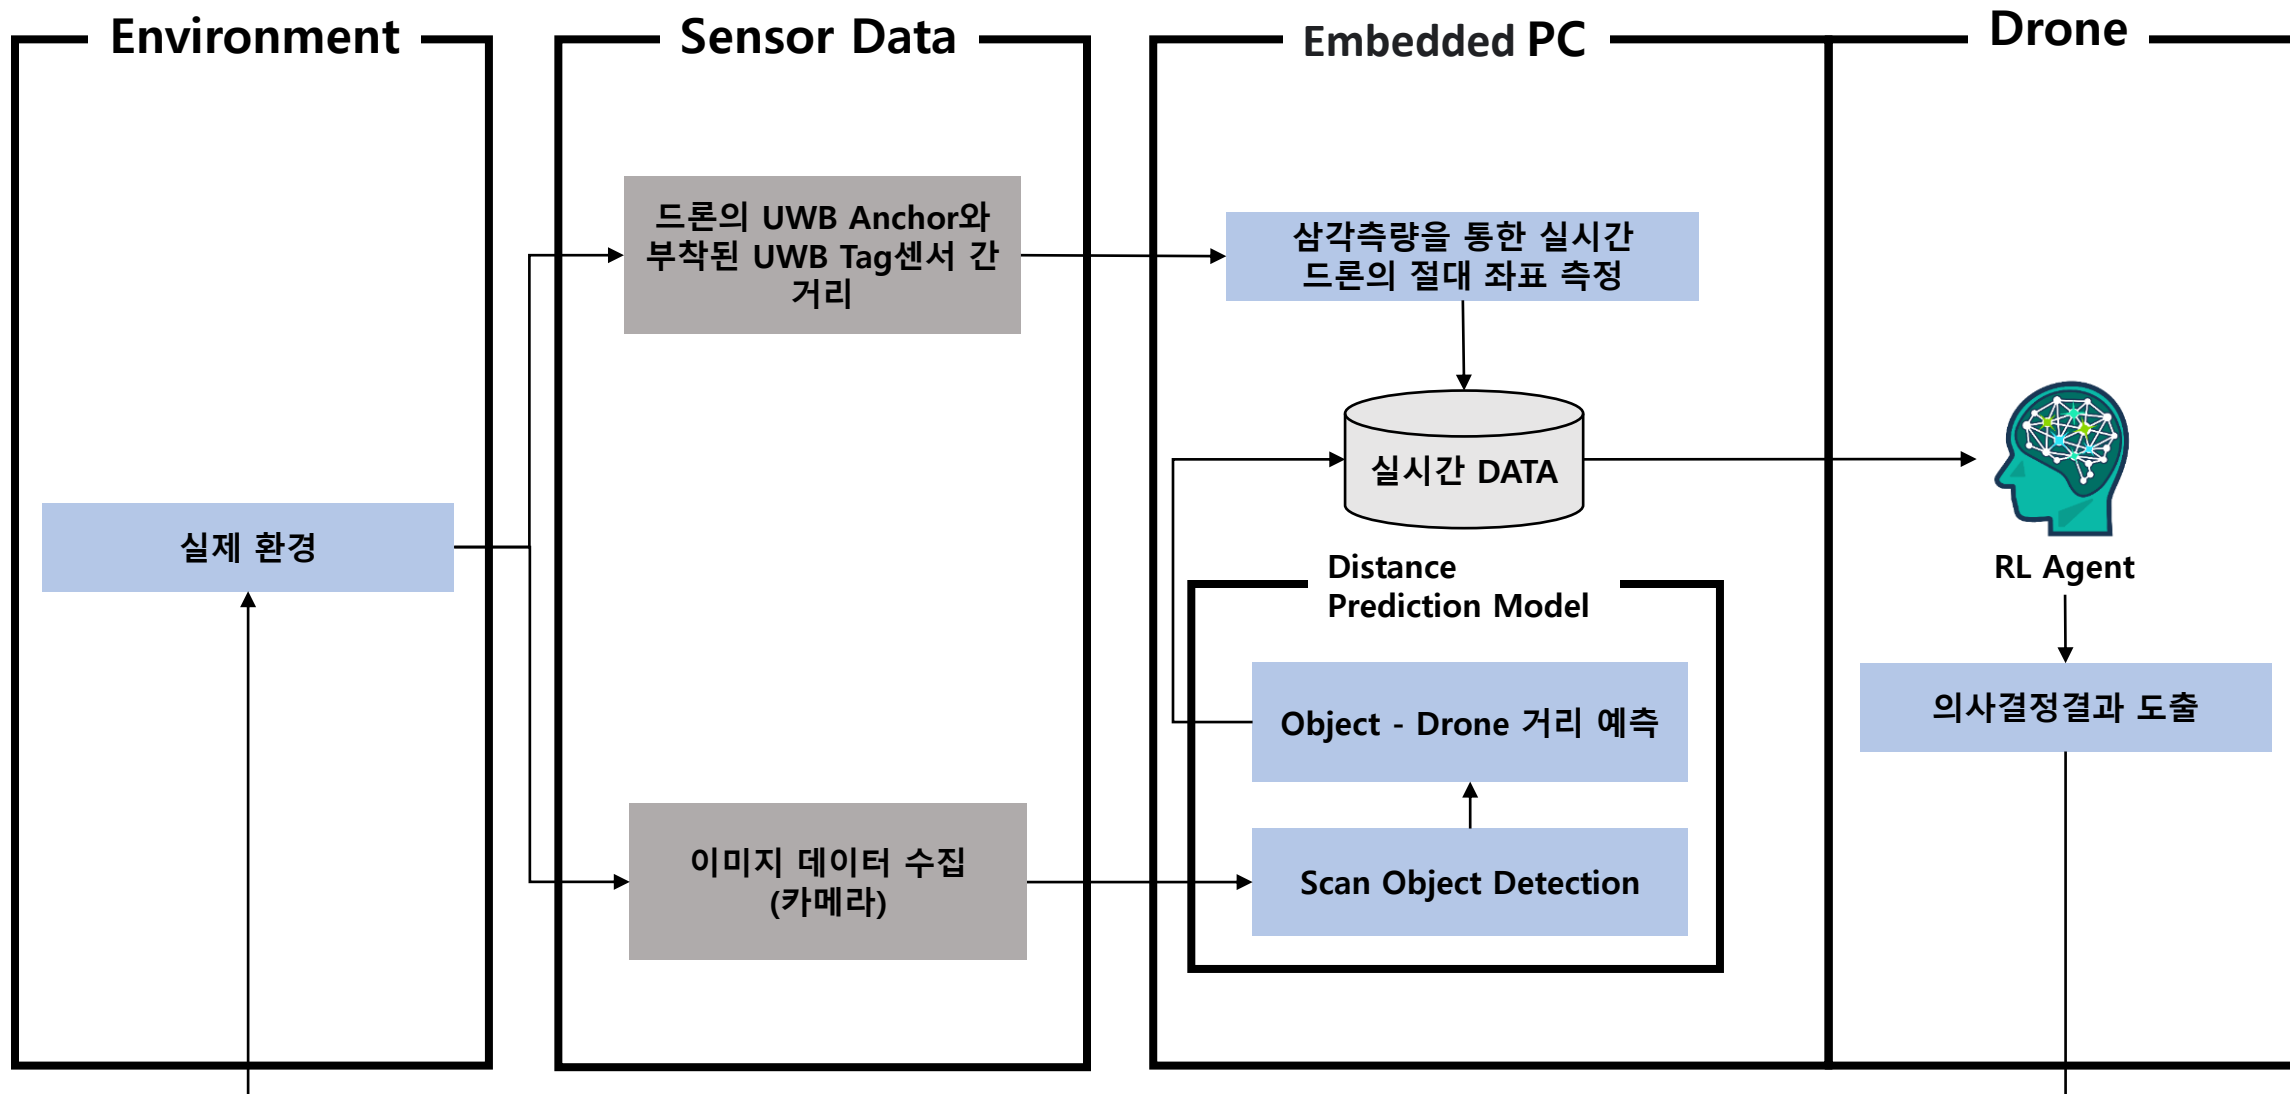 Environment
Sensor Data
Embedded PC
Drone
드론의 UWB Anchor와
부착된 UWB Tag센서 간
거리
삼각측량을 통한 실시간
드론의 절대 좌표 측정
실시간 DATA
실제 환경
Distance
Prediction Model
RL Agent
Object - Drone 거리 예측
의사결정결과 도출
이미지 데이터 수집
(카메라)
Scan Object Detection